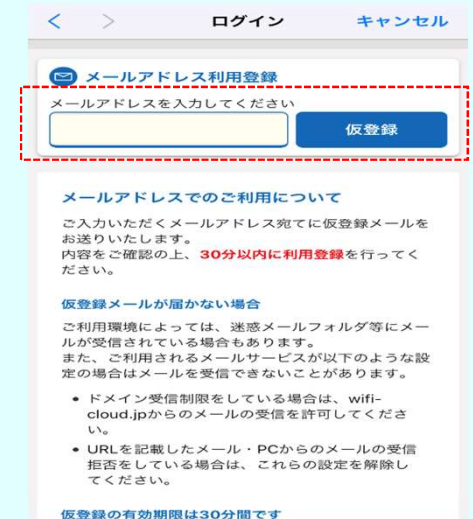 < > ログイン キャンセル
メールアドレス利用登録
メールアドレスを入力してください
仮登録
メールアドレスでのご利用について
ご入力いただくメールアドレス宛てに仮登録メールを
お送りいたします。
内容をご確認の上、30分以内に利用登録を行ってく
ださい。
仮登録メールが届かない場合
ご利用環境によっては、迷惑メールフォルダ等にメー
ルが受信されている場合もあります。
また、ご利用されるメールサービスが以下のような設
定の場合はメールを受信できないことがあります。
• ドメイン受信制限をしている場合は、wifi-
cloud.jpからのメールの受信を許可してくださ
い。
• URLを記載したメール・PCからのメールの受信
拒否をしている場合は、これらの設定を解除し
てください。
仮登録の有効期限は30分間です